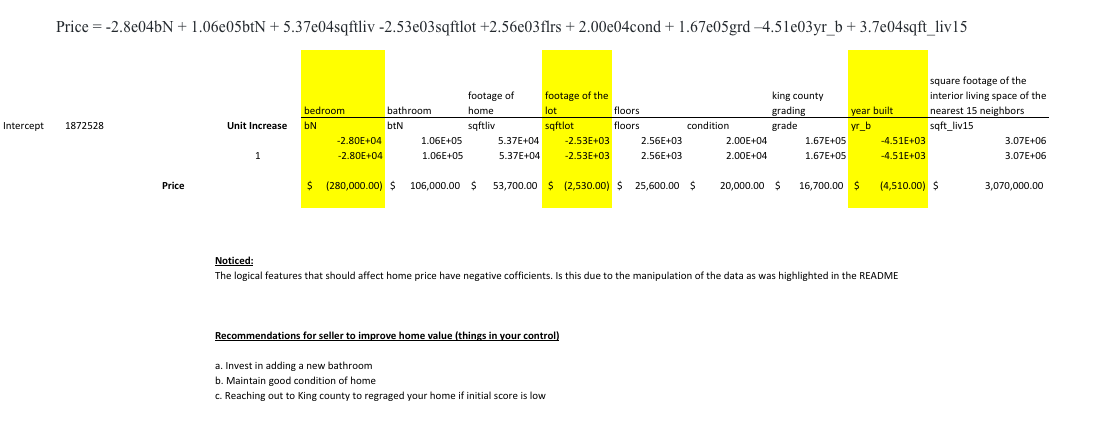 Price = -2.8e04bN + 1.06e05btN + 5.37e04sqftliv -2.53e03sqftlot +2.56e03flrs + 2.00e04cond + 1.67e05grd –4.51e03yr_b + 3.7e04sqft_liv15
square footage of the
footage of footage of the king county interior living space of the
bedroom bathroom home lot floors grading year built nearest 15 neighbors
Intercept 1872528 Unit Increase bN btN sqftliv sqftlot floors condition grade yr_b sqft_liv15
-2.80E+04 1.06E+05 5.37E+04 -2.53E+03 2.56E+03 2.00E+04 1.67E+05 -4.51E+03 3.07E+06
1 -2.80E+04 1.06E+05 5.37E+04 -2.53E+03 2.56E+03 2.00E+04 1.67E+05 -4.51E+03 3.07E+06
Price $ (280,000.00) $ 106,000.00 $ 53,700.00 $ (2,530.00) $ 25,600.00 $ 20,000.00 $ 16,700.00 $ (4,510.00) $ 3,070,000.00
Noticed:
The logical features that should affect home price have negative cofficients. Is this due to the manipulation of the data as was highlighted in the README
Recommendations for seller to improve home value (things in your control)
a. Invest in adding a new bathroom
b. Maintain good condition of home
c. Reaching out to King county to regraged your home if initial score is low